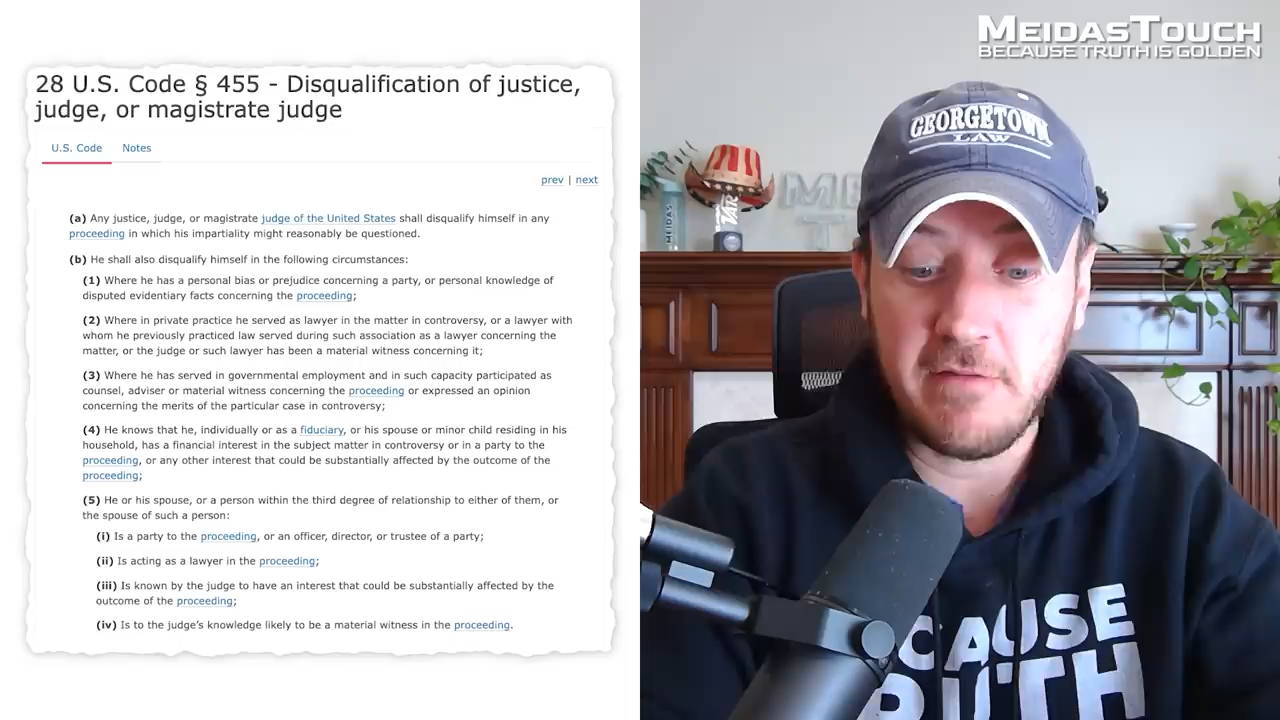 28 U.S. Code § 455 - Disqualification of justice,
judge, or magistrate judge
U.S. Code
Notes
prev | next
(a) Any justice, judge, or magistrate judge of the United States shall disqualify himself in any
proceeding in which his impartiality might reasonably be questioned.
(b) He shall also disqualify himself in the following circumstances:
(1) Where he has a personal bias or prejudice concerning a party, or personal knowledge of
disputed evidentiary facts concerning the proceeding;
(2) Where in private practice he served as lawyer in the matter in controversy, or a lawyer with
whom he previously practiced law served during such association as a lawyer concerning the
matter, or the judge or such lawyer has been a material witness concerning it;
(3) Where he has served in governmental employment and in such capacity participated as
counsel, adviser or material witness concerning the proceeding or expressed an opinion
concerning the merits of the particular case in controversy;
(4) He knows that he, individually or as a fiduciary, or his spouse or minor child residing in his
household, has a financial interest in the subject matter in controversy or in a party to the
proceeding, or any other interest that could be substantially affected by the outcome of the
proceeding;
(5) He or his spouse, or a person within the third degree of relationship to either of them, or
the spouse of such a person:
(i) Is a party to the proceeding, or an officer, director, or trustee of a party;
(ii) Is acting as a lawyer in the proceeding;
(iii) Is known by the judge to have an interest that could be substantially affected by the
outcome of the proceeding;
(iv) Is to the judge's knowledge likely to be a material witness in the proceeding.
MEIDASTOUCH
BECAUSE TRUTH IS GOLDEN
GEORGETOWN
LAW
ME
CAUSE
RUTH